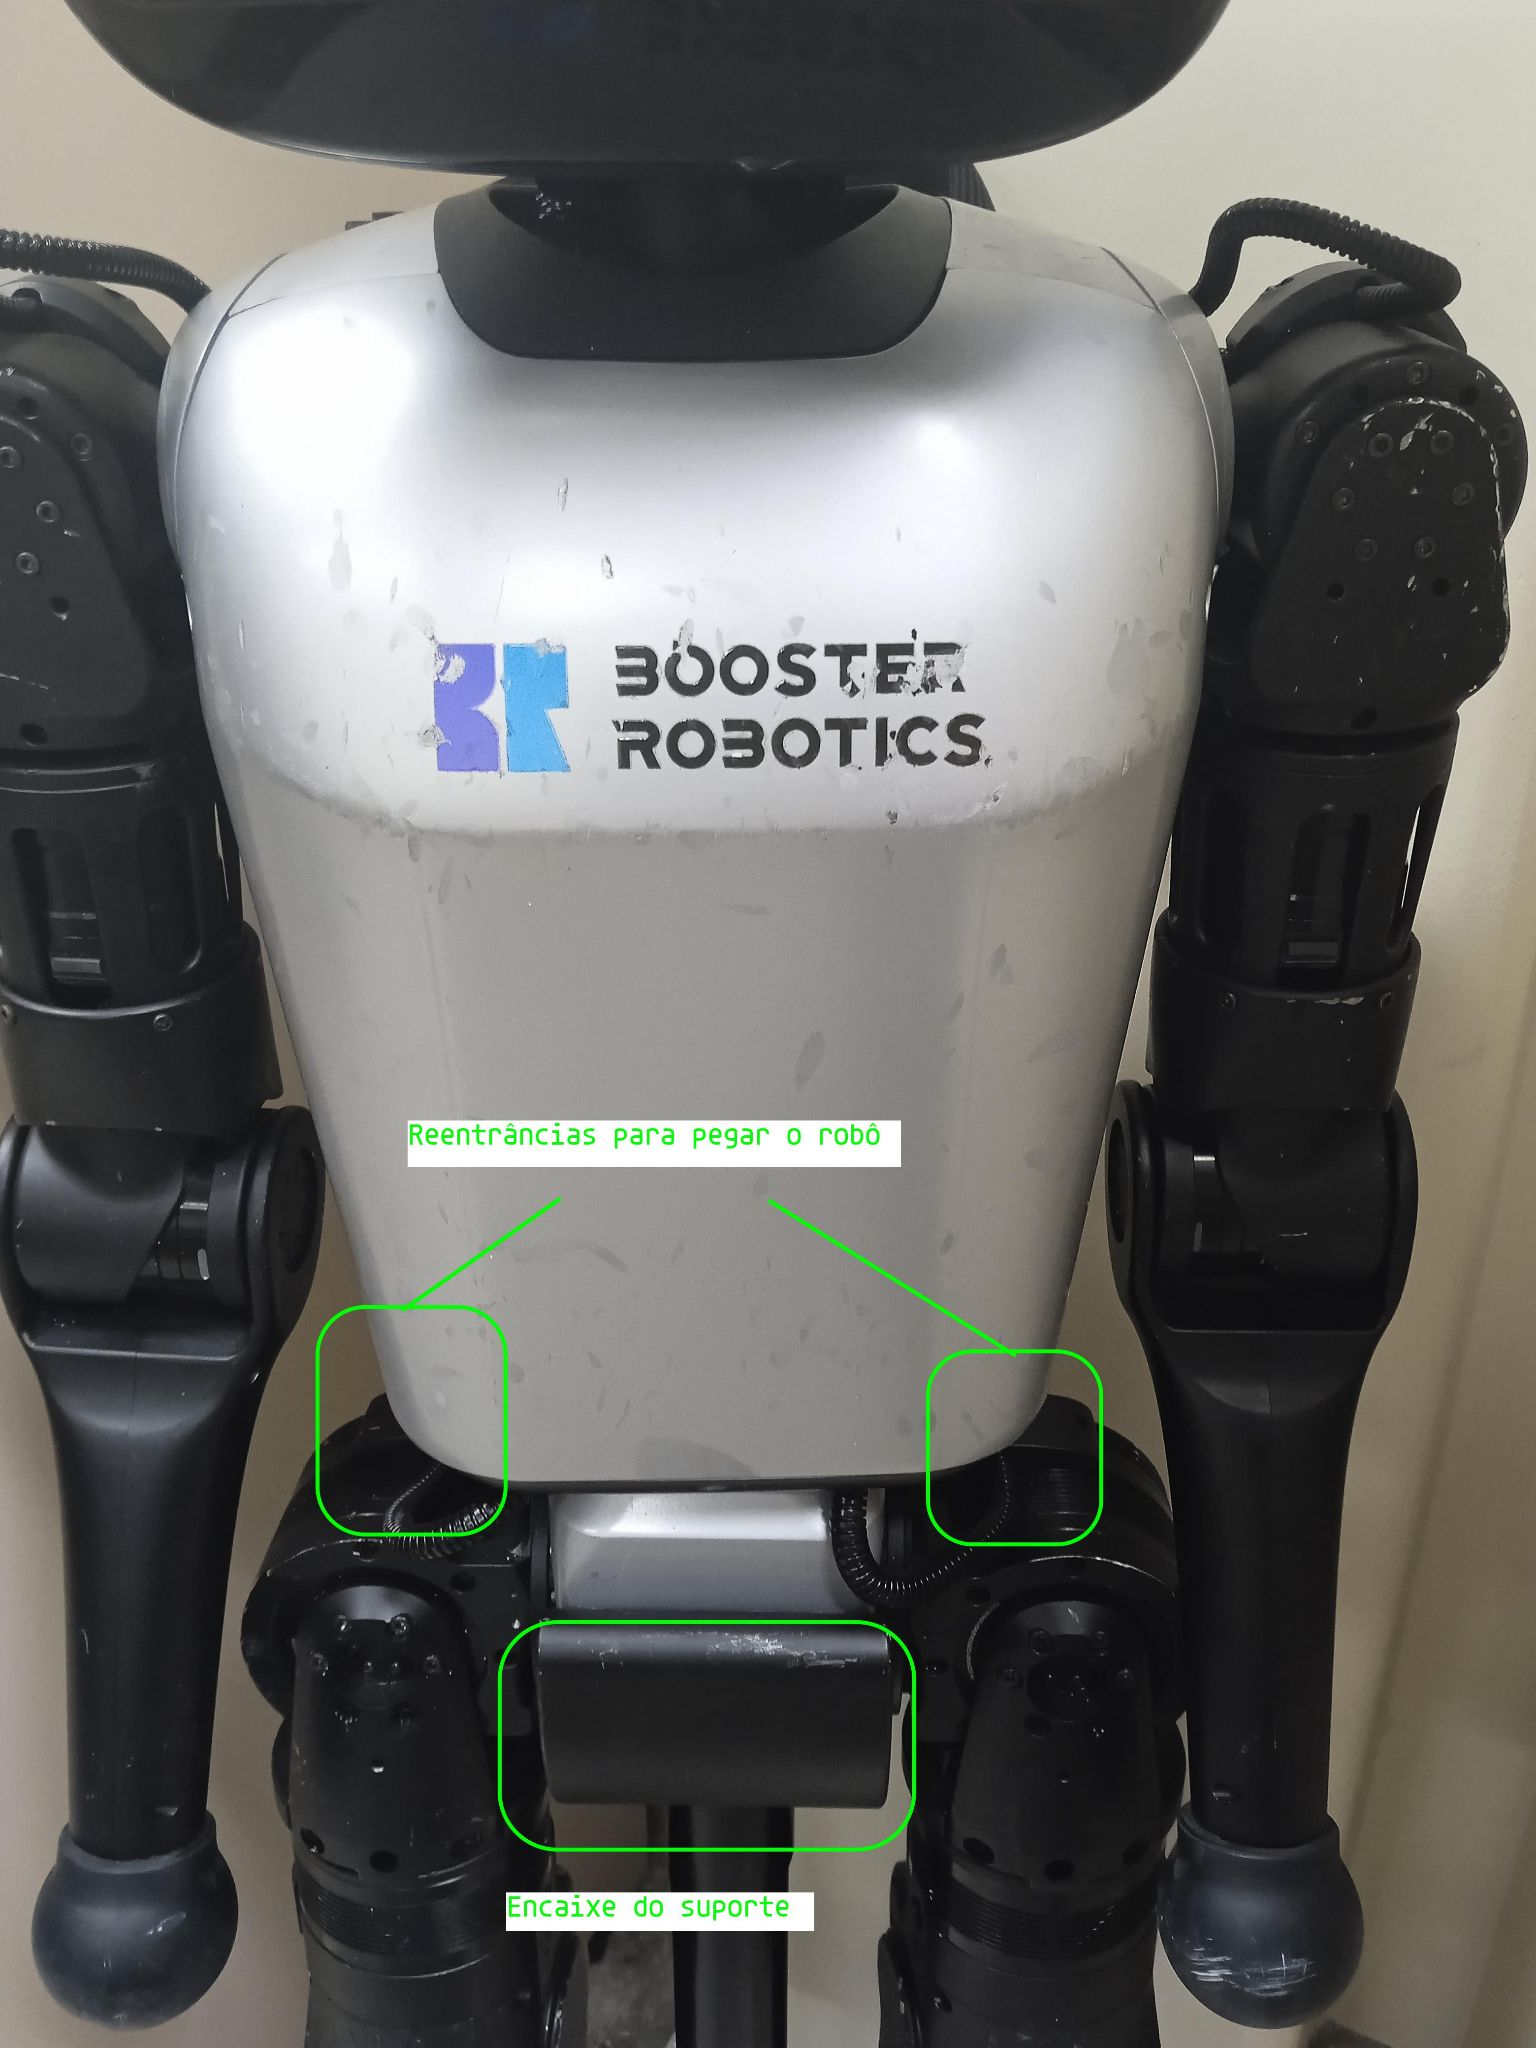 BOOSTER
ROBOTICS
Reentrâncias para pegar o robô
Encaixe do suporte